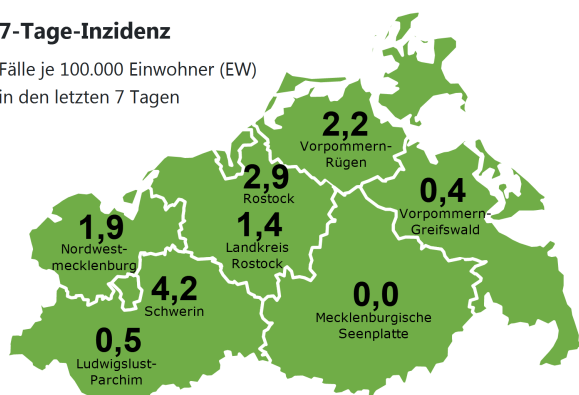 7-Tage-Inzidenz
Fälle je 100.000 Einwohner (EW)
in den letzten 7 Tagen
2,2
Vorpommern-
Rügen
2,9
Rostock
0,4
Vorpommern-
Greifswald
1,9
Nordwest-
mecklenburg
1,4
Landkreis
Rostock
4,2
Schwerin
0,0
Mecklenburgische
Seenplatte
0,5
Ludwigslust-
Parchim